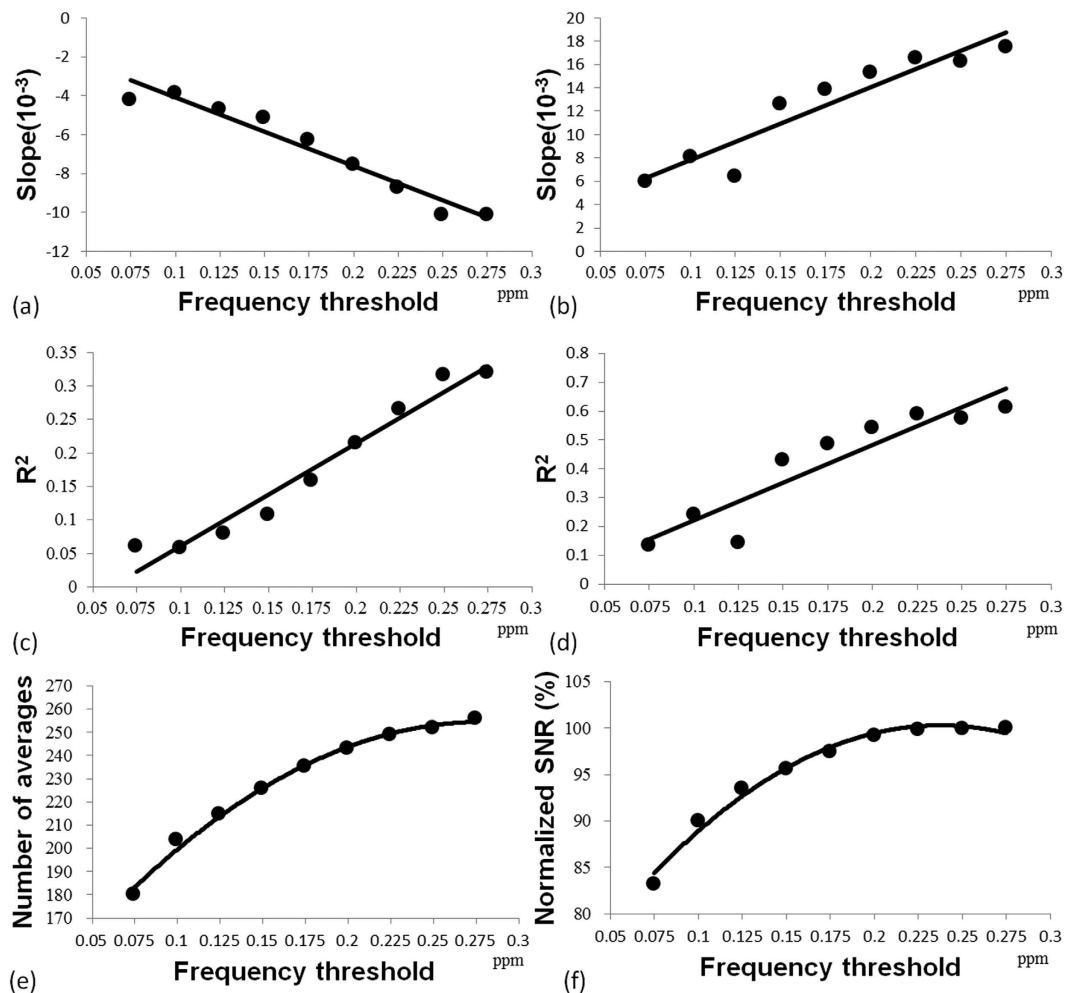 0
-2
-4
-6
-8
-10
-12
Slope(10-3)
0.05 0.075 0.1 0.125 0.15 0.175 0.2 0.225 0.25 0.275 0.3
(a) Frequency threshold ppm
20
18
16
14
12
10
8
6
4
2
0
Slope(10-3)
0.05 0.075 0.1 0.125 0.15 0.175 0.2 0.225 0.25 0.275 0.3
(b) Frequency threshold ppm
0.35
0.3
0.25
0.2
0.15
0.1
0.05
0
R2
0.05 0.075 0.1 0.125 0.15 0.175 0.2 0.225 0.25 0.275 0.3
(c) Frequency threshold ppm
0.8
0.7
0.6
0.5
0.4
0.3
0.2
0.1
0
R2
0.05 0.075 0.1 0.125 0.15 0.175 0.2 0.225 0.25 0.275 0.3
(d) Frequency threshold ppm
270
260
250
240
230
220
210
200
190
180
170
Number of averages
0.05 0.075 0.1 0.125 0.15 0.175 0.2 0.225 0.25 0.275 0.3
(e) Frequency threshold ppm
105
100
95
90
85
80
Normalized SNR (%)
0.05 0.075 0.1 0.125 0.15 0.175 0.2 0.225 0.25 0.275 0.3
(f) Frequency threshold ppm